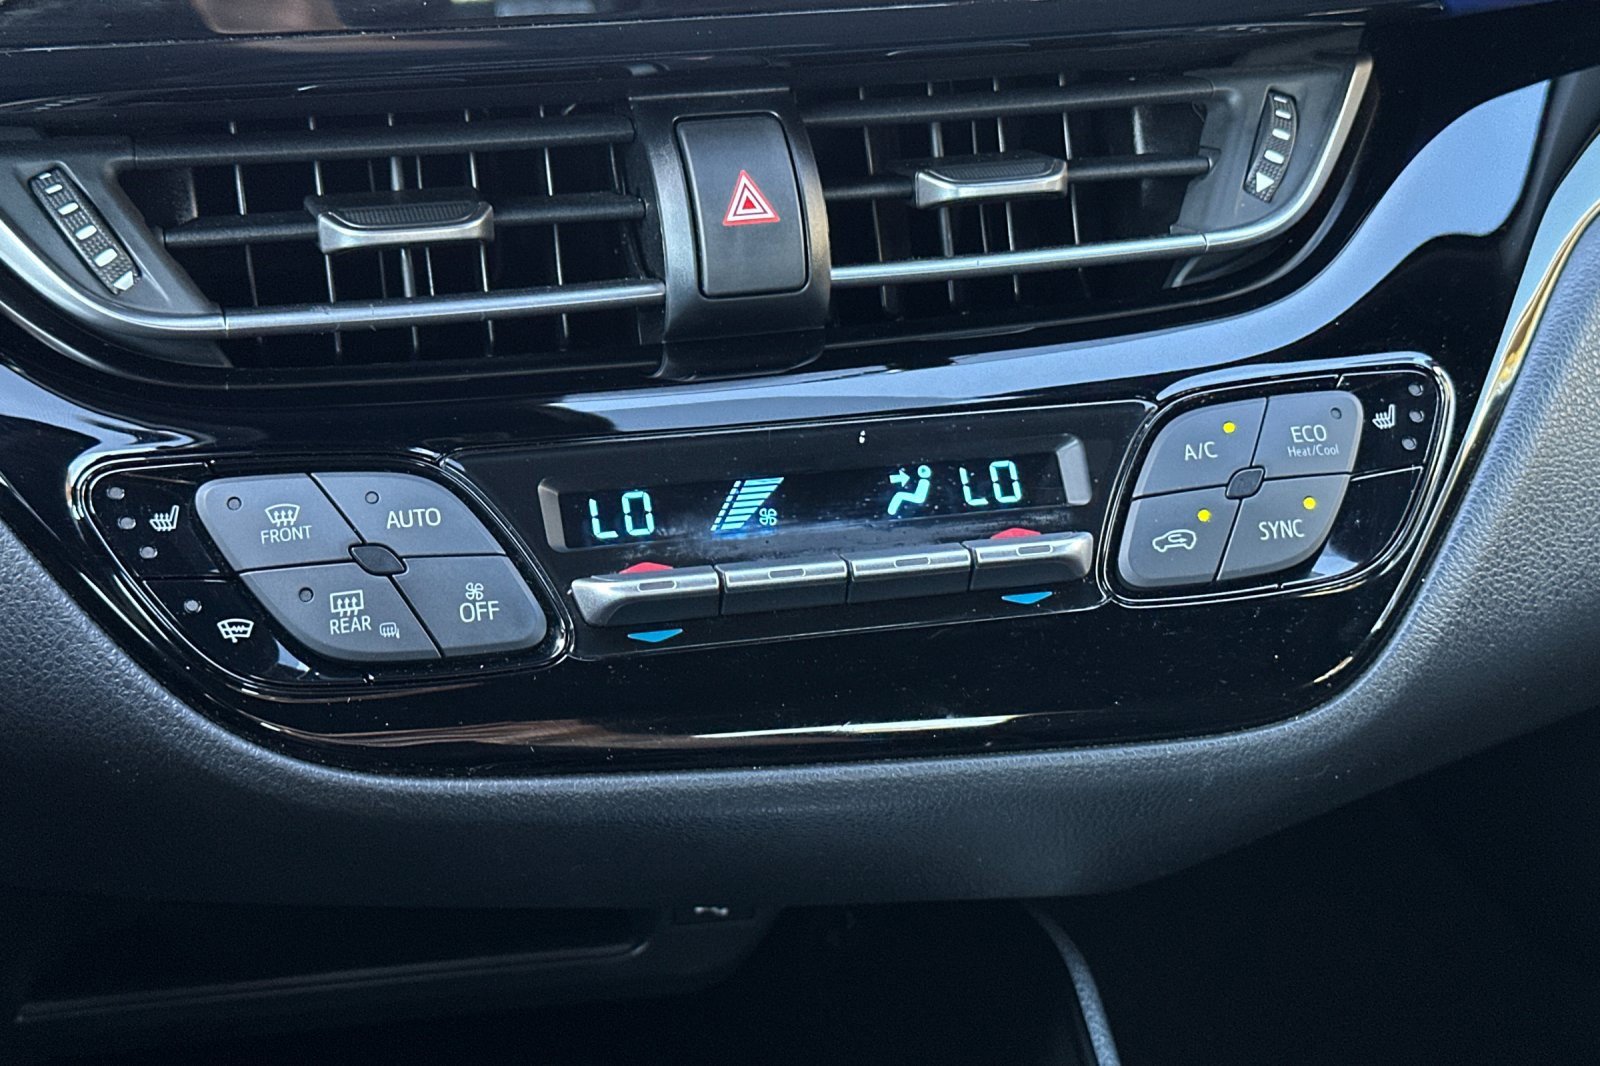 LO
LO
A/C
ECO
Heat/Cool
FRONT
AUTO
SYNC
REAR
OFF